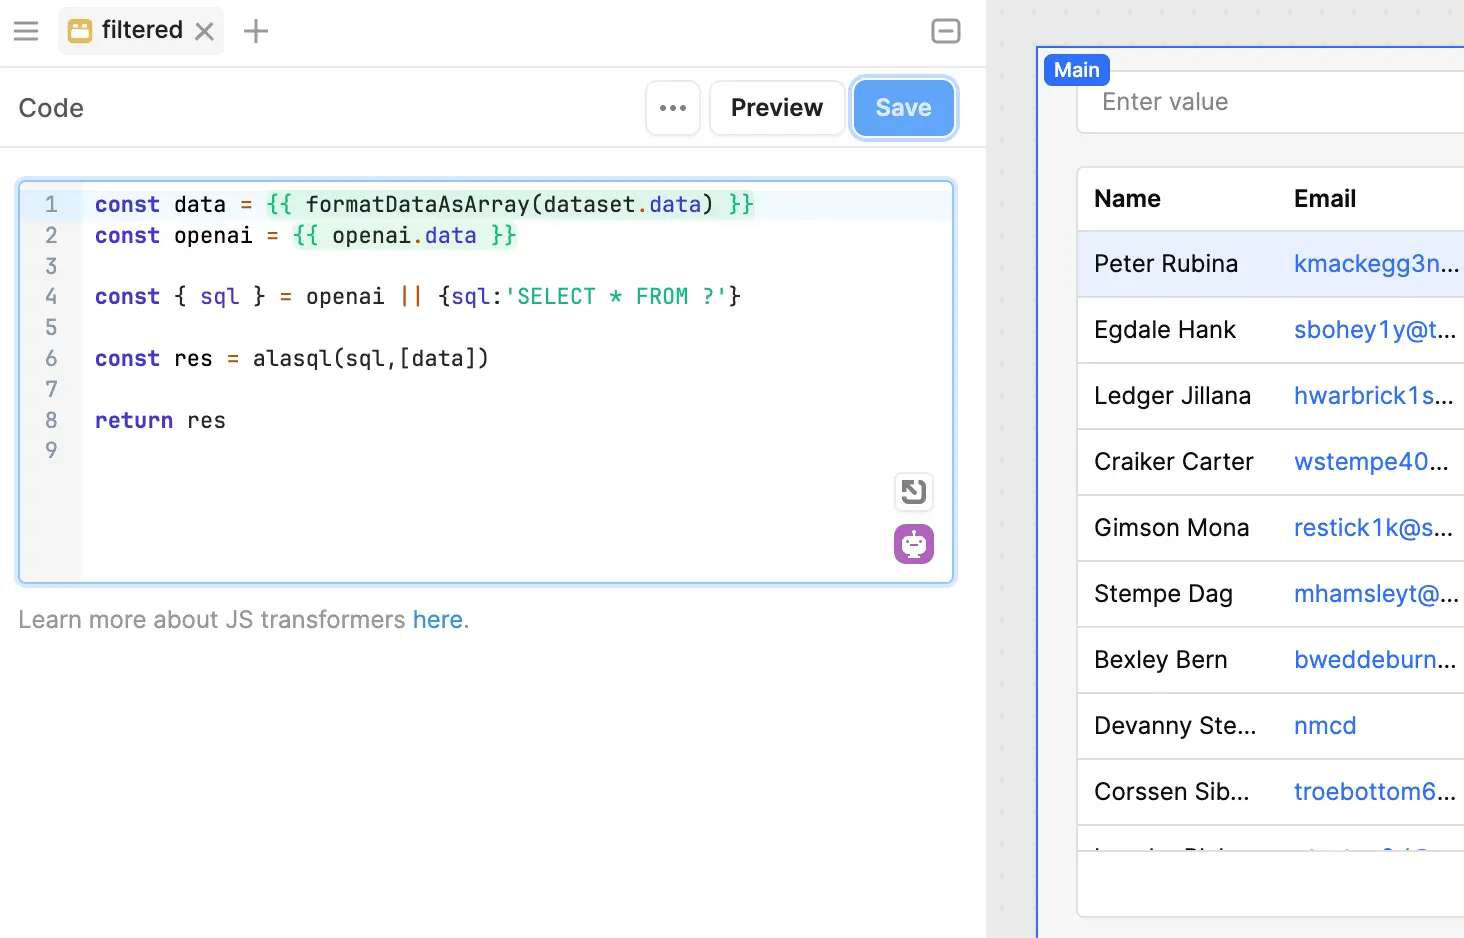 filtered
Code
Preview
Save
1 const data = {{ formatDataAsArray(dataset.data) }}
2 const openai = {{ openai.data }}
3
4 const { sql } = openai || {sql:'SELECT * FROM ?'}
5
6 const res = alasql(sql,[data])
7
8 return res
9
Learn more about JS transformers here.
Main
Enter value
Name Email
Peter Rubina kmackegg3n...
Egdale Hank sbohey1y@t...
Ledger Jillana hwarbrick1s...
Craiker Carter wstempe40...
Gimson Mona restick1k@s...
Stempe Dag mhamsleyt@...
Bexley Bern bweddeburn...
Devanny Ste... nmcd
Corssen Sib... troebottom6...